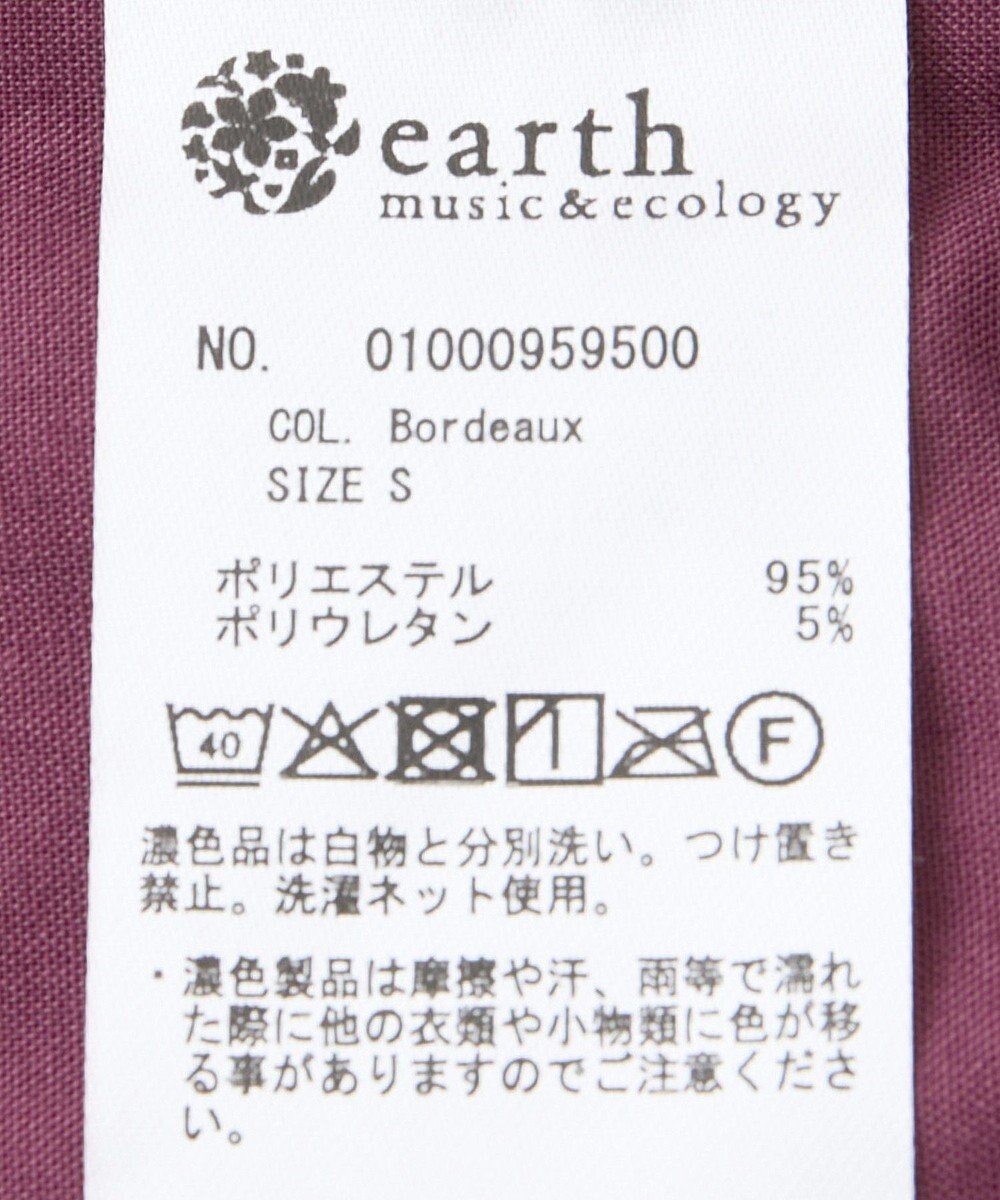 earth
music & ecology
NO. 01000959500
COL. Bordeaux
SIZE S
ポリエステル 95%
ポリウレタン 5%
40 F
濃色品は白物と分別洗い。つけ置き
禁止。洗濯ネット使用。
・濃色製品は摩擦や汗、雨等で濡れ
た際に他の衣類や小物類に色が移
る事がありますのでご注意くださ
い。